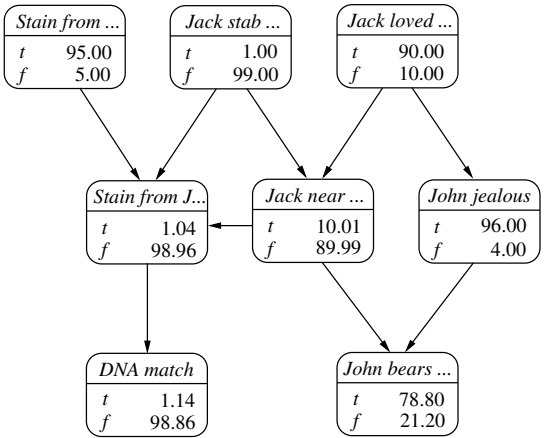 Stain from ...
t 95.00
f 5.00
Jack stab ...
t 1.00
f 99.00
Jack loved ...
t 90.00
f 10.00
Stain from J...
t 1.04
f 98.96
Jack near ...
t 10.01
f 89.99
John jealous
t 96.00
f 4.00
DNA match
t 1.14
f 98.86
John bears ...
t 78.80
f 21.20